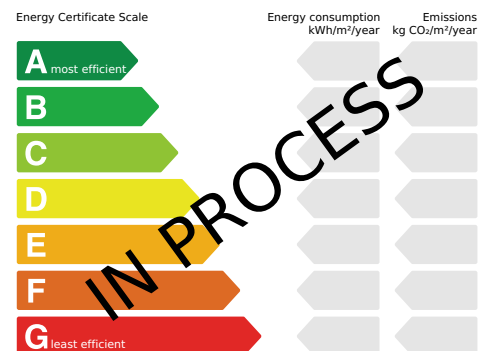 Energy Certificate Scale
Energy consumption
kWh/m²/year
Emissions
kg CO₂/m²/year
A most efficient
B
C
D
E
F
G least efficient
IN PROCESS